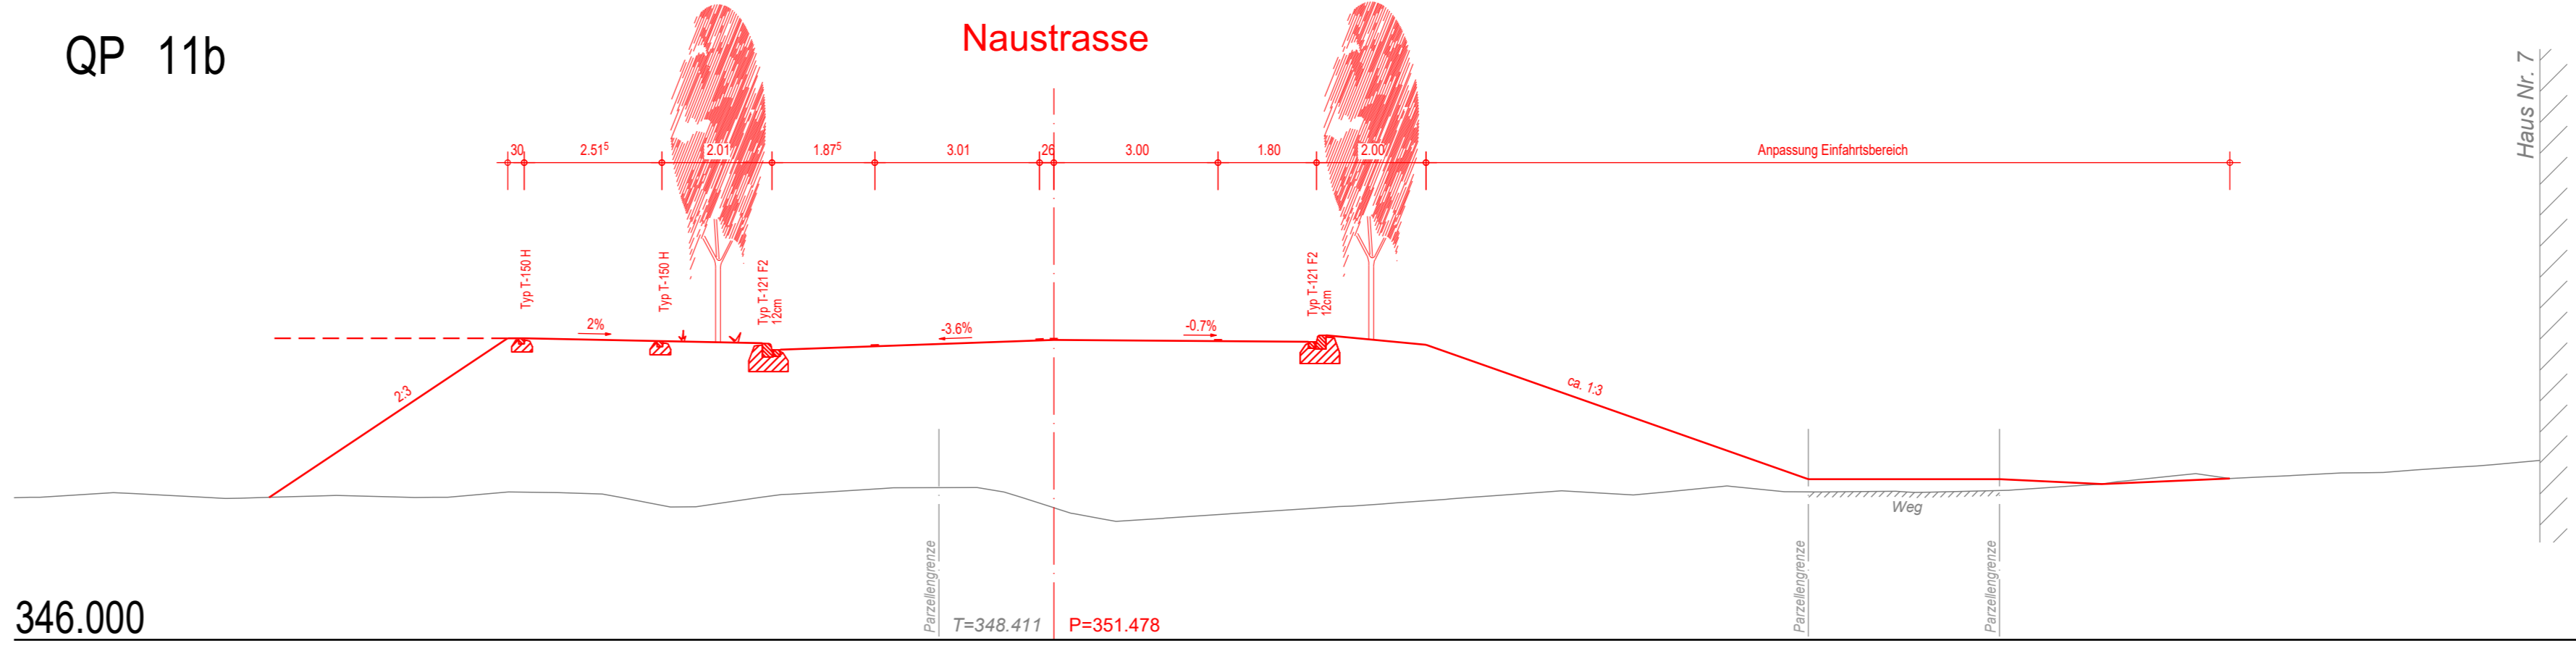 QP 11b
Naustrasse
Haus Nr. 7
30 2.51⁵ 2.01 1.87⁵ 3.01 26 3.00 1.80 2.00 Anpassung Einfahrtsbereich
Typ T-150 H
Typ T-150 H
Typ T-121 F2
12cm
Typ T-121 F2
12cm
2%
-3.6%
-0.7%
2:3
ca. 1:3
Weg
Parzellengrenze
Parzellengrenze
Parzellengrenze
346.000
T=348.411
P=351.478